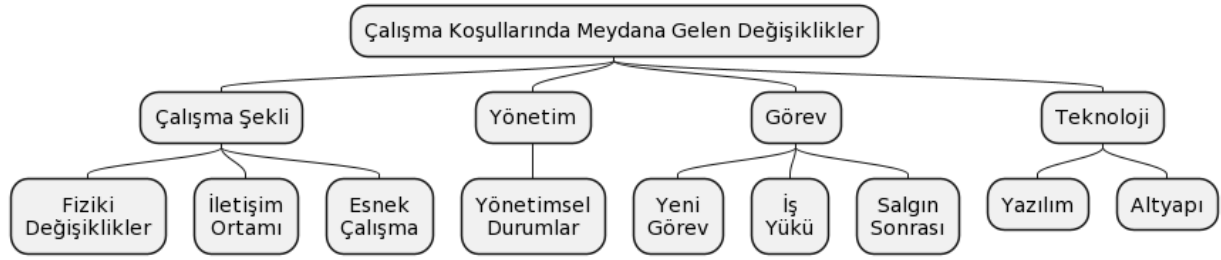 Çalışma Koşullarında Meydana Gelen Değişiklikler
Çalışma Şekli
Yönetim
Görev
Teknoloji
Fiziki
Değişiklikler
İletişim
Ortamı
Esnek
Çalışma
Yönetimsel
Durumlar
Yeni
Görev
İş
Yükü
Salgın
Sonrası
Yazılım
Altyapı